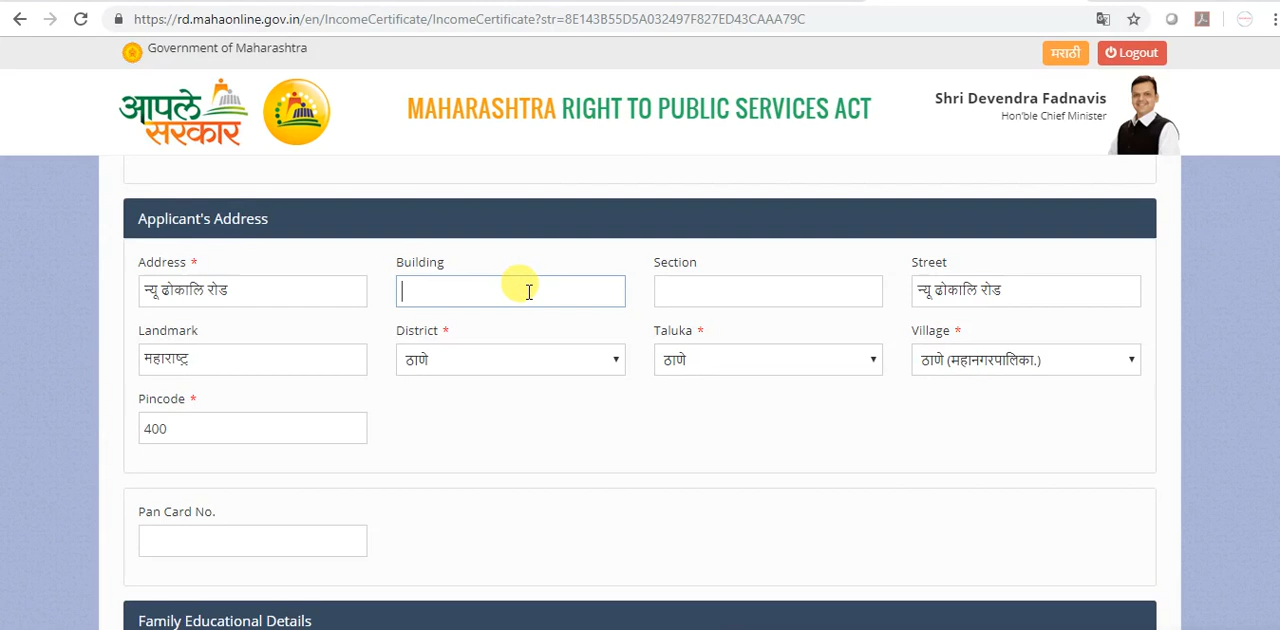 https://rd.mahaonline.gov.in/en/IncomeCertificate/IncomeCertificate?str=8E143B55D5A032497F827ED43CAAA79C
Government of Maharashtra
मराठी
Logout
आपले
सरकार
MAHARASHTRA RIGHT TO PUBLIC SERVICES ACT
Shri Devendra Fadnavis
Hon'ble Chief Minister
Applicant's Address
Address *
Building
Section
Street
न्यू ढोकालि रोड
न्यू ढोकालि रोड
Landmark
District *
Taluka *
Village *
महाराष्ट्र
ठाणे
ठाणे
ठाणे (महानगरपालिका.)
Pincode *
400
Pan Card No.
Family Educational Details